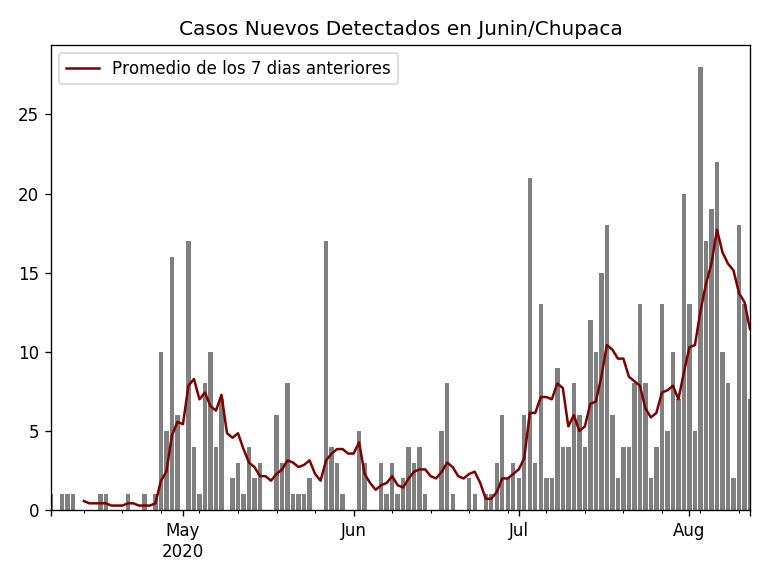 Casos Nuevos Detectados en Junin/Chupaca
Promedio de los 7 dias anteriores
25
20
15
10
5
0
May
2020
Jun
Jul
Aug